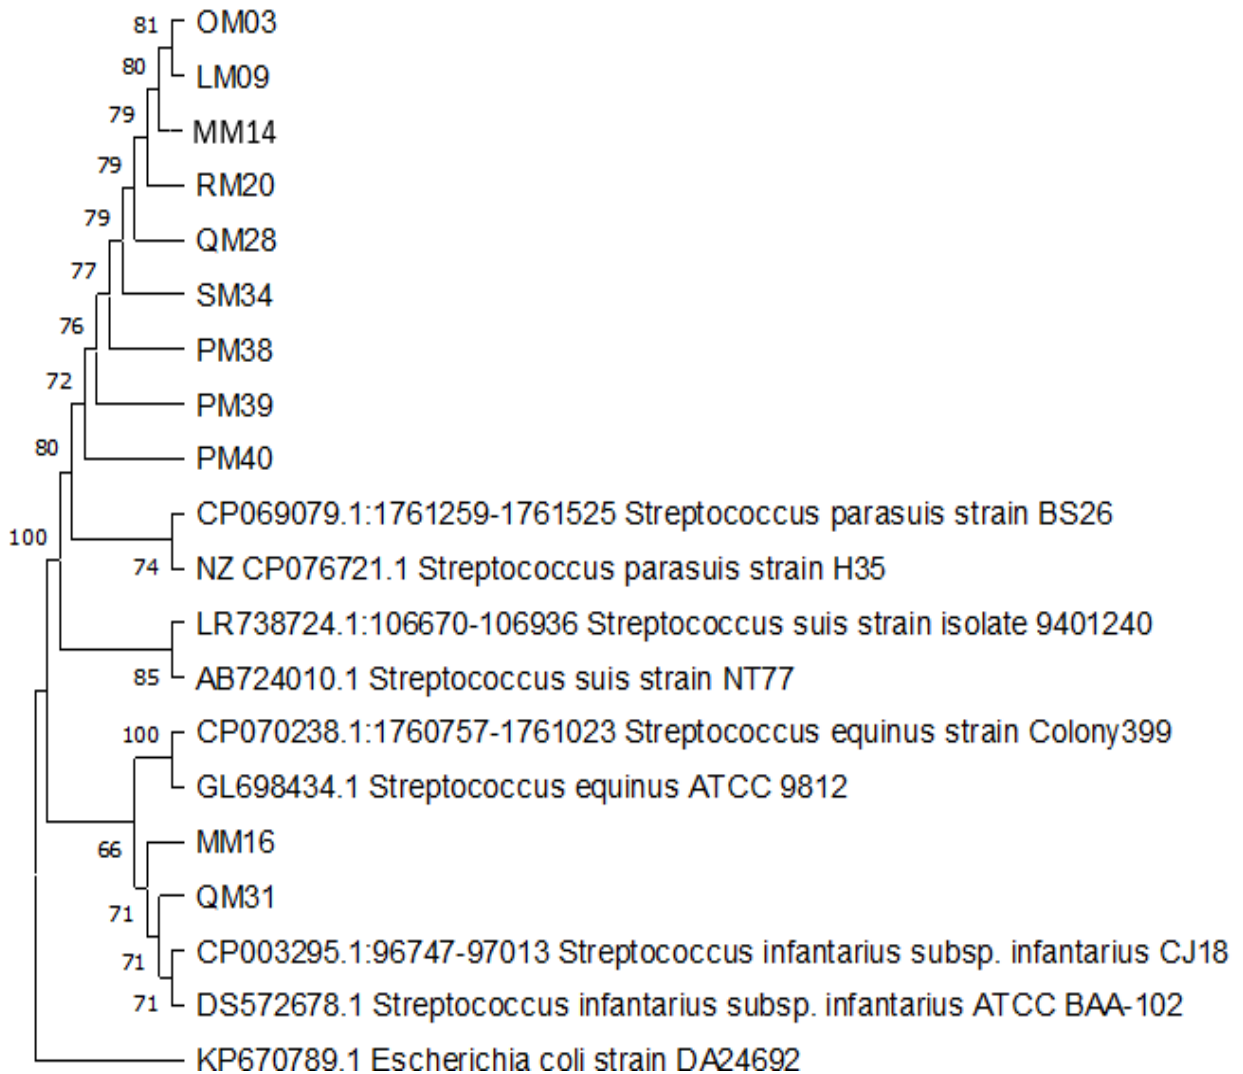 81 OM03
80 LM09
79 MM14
79 RM20
79 QM28
77 SM34
76 PM38
72 PM39
80 PM40
CP069079.1:1761259-1761525 Streptococcus parasuis strain BS26
100
74 NZ CP076721.1 Streptococcus parasuis strain H35
LR738724.1:106670-106936 Streptococcus suis strain isolate 9401240
85 AB724010.1 Streptococcus suis strain NT77
100 CP070238.1:1760757-1761023 Streptococcus equinus strain Colony399
GL698434.1 Streptococcus equinus ATCC 9812
66 MM16
71 QM31
71 CP003295.1:96747-97013 Streptococcus infantarius subsp. infantarius CJ18
71 DS572678.1 Streptococcus infantarius subsp. infantarius ATCC BAA-102
KP670789.1 Escherichia coli strain DA24692